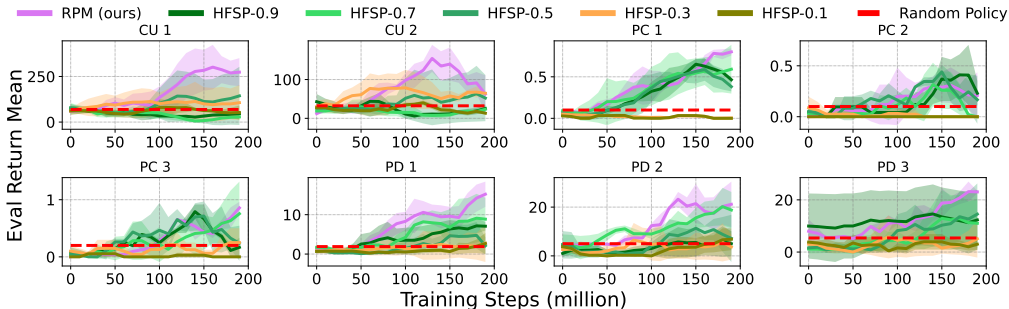 RPM (ours) HFSP-0.9 HFSP-0.7 HFSP-0.5 HFSP-0.3 HFSP-0.1 Random Policy
CU 1 CU 2 PC 1 PC 2
250
0
100
0
0.5
0.0
0.5
0.0
0 50 100 150 200 0 50 100 150 200 0 50 100 150 200 0 50 100 150 200
PC 3 PD 1 PD 2 PD 3
1
0
10
0
20
0
20
0
0 50 100 150 200 0 50 100 150 200 0 50 100 150 200 0 50 100 150 200
Eval Return Mean
Training Steps (million)